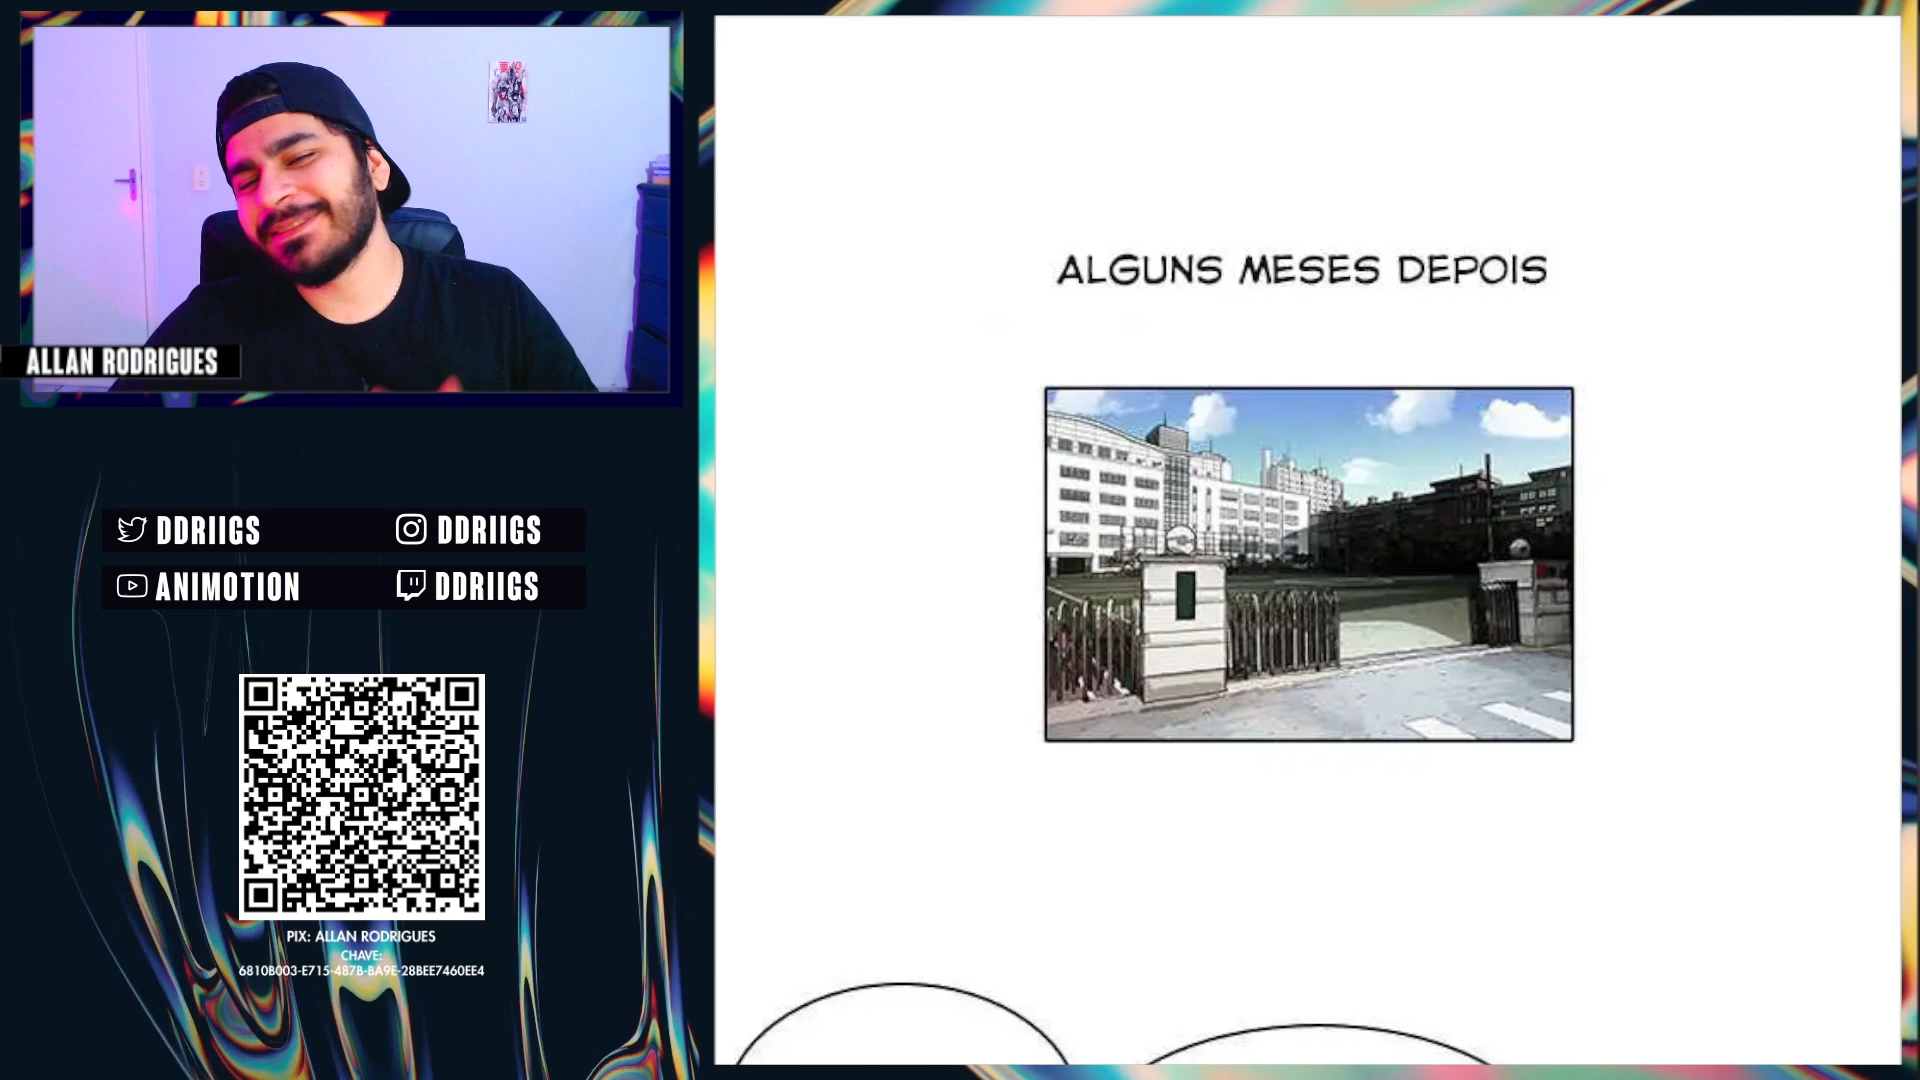 ALLAN RODRIGUES
DDRIIGS
DDRIIGS
ANIMOTION
DDRIIGS
PIX: ALLAN RODRIGUES
CHAVE:
6810B003-E715-487B-BA9E-28BEE7460EE4
ALGUNS MESES DEPOIS